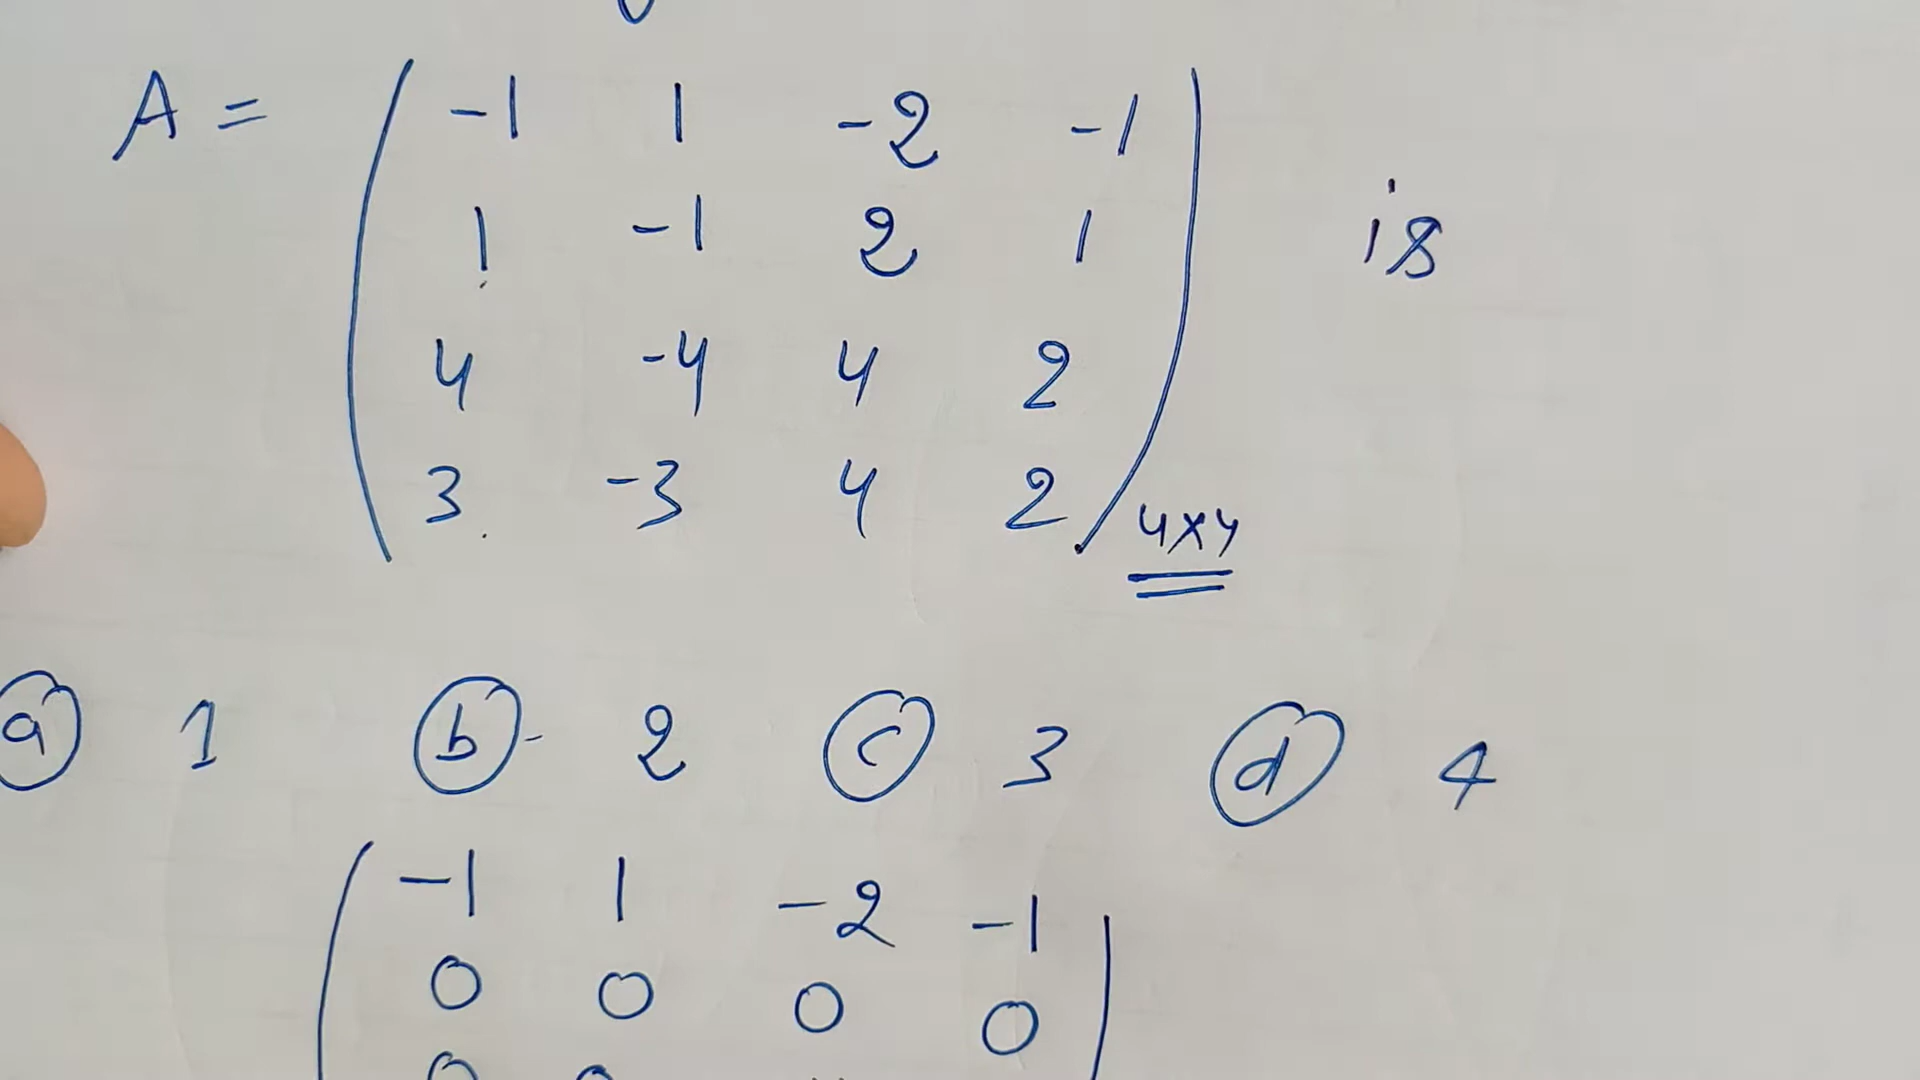 A = ( -1 1 -2 -1 ) is
1 -1 2 1
4 -4 4 2
3 -3 4 2
4x4
a 1 b - 2 c 3 d 4
-1 1 -2 -1
0 0 0 0